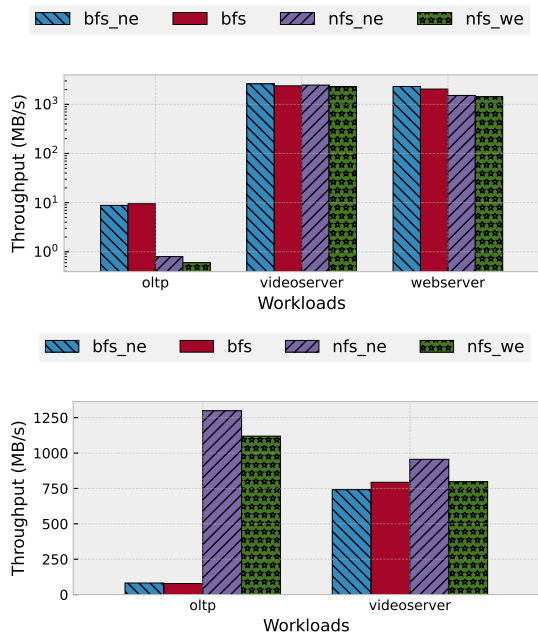 bfs_ne bfs nfs_ne nfs_we
Throughput (MB/s)
10³
10²
10¹
10⁰
oltp videoserver webserver
Workloads
bfs_ne bfs nfs_ne nfs_we
Throughput (MB/s)
1250
1000
750
500
250
0
oltp videoserver
Workloads